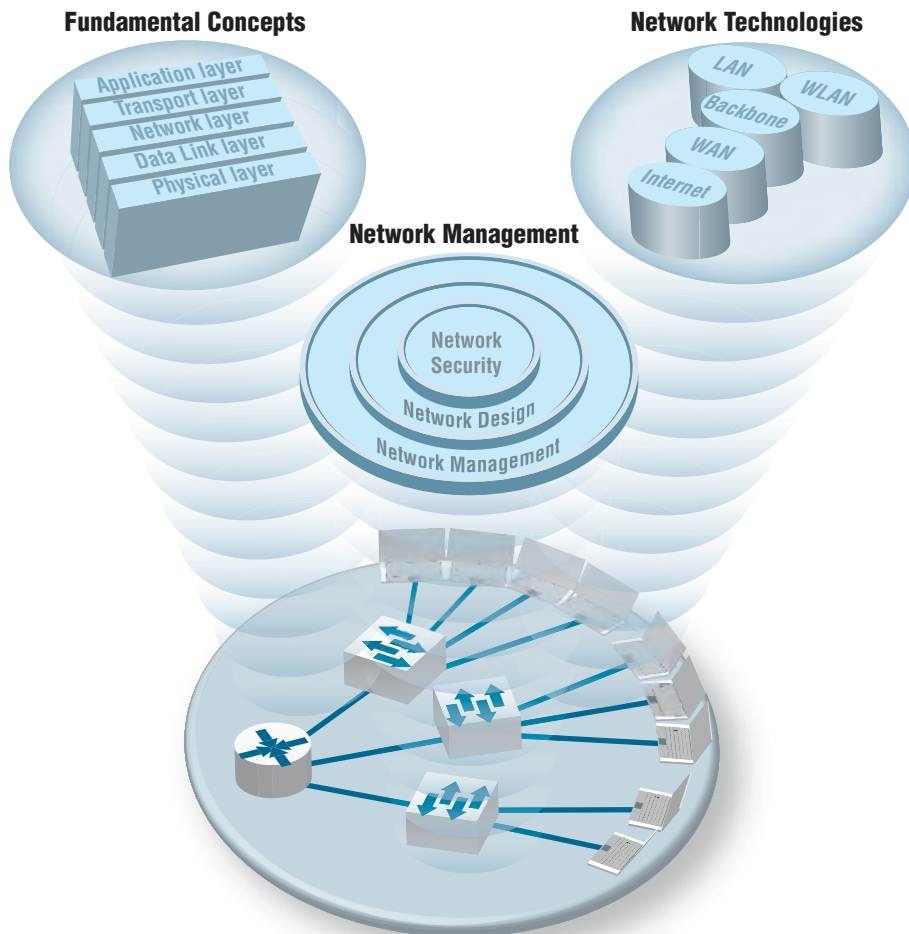 Fundamental Concepts
Application layer
Transport layer
Network layer
Data Link layer
Physical layer
Network Technologies
LAN
WLAN
Backbone
WAN
Internet
Network Management
Network
Security
Network Design
Network Management